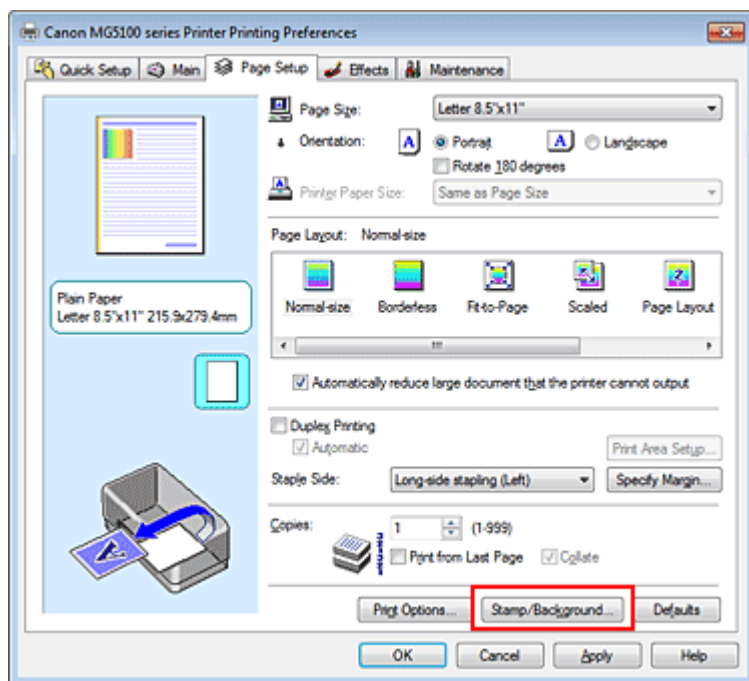 Canon MG5100 series Printer Printing Preferences
Quick Setup Main Page Setup Effects Maintenance
Page Size: Letter 8.5"x11"
Orientation: A Portrait A Landscape
Rotate 180 degrees
Printer Paper Size: Same as Page Size
Page Layout: Normal-size
Normal-size Borderless Fit-to-Page Scaled Page Layout
Plain Paper
Letter 8.5"x11" 215.9x279.4mm
Automatically reduce large document that the printer cannot output
Duplex Printing
Automatic Print Area Setup...
Staple Side: Long-side stapling (Left) Specify Margin...
Copies: 1 (1-999)
Print from Last Page Collate
Print Options... Stamp/Background... Defaults
OK Cancel Apply Help